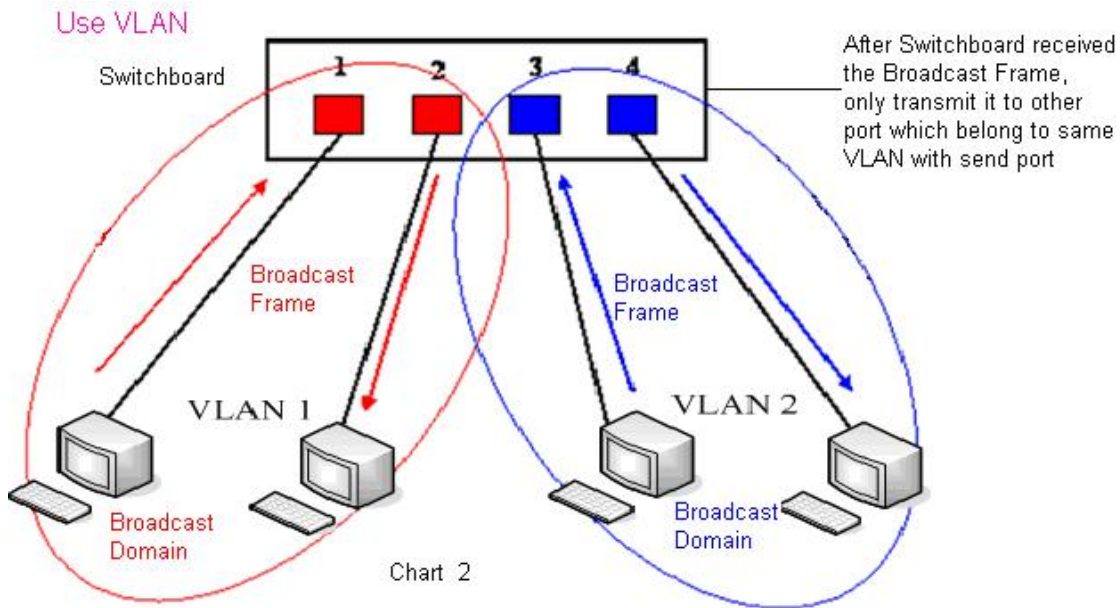 Use VLAN
Switchboard
1 2 3 4
After Switchboard received
the Broadcast Frame,
only transmit it to other
port which belong to same
VLAN with send port
Broadcast
Frame
Broadcast
Frame
VLAN 1
VLAN 2
Broadcast
Domain
Broadcast
Domain
Chart 2